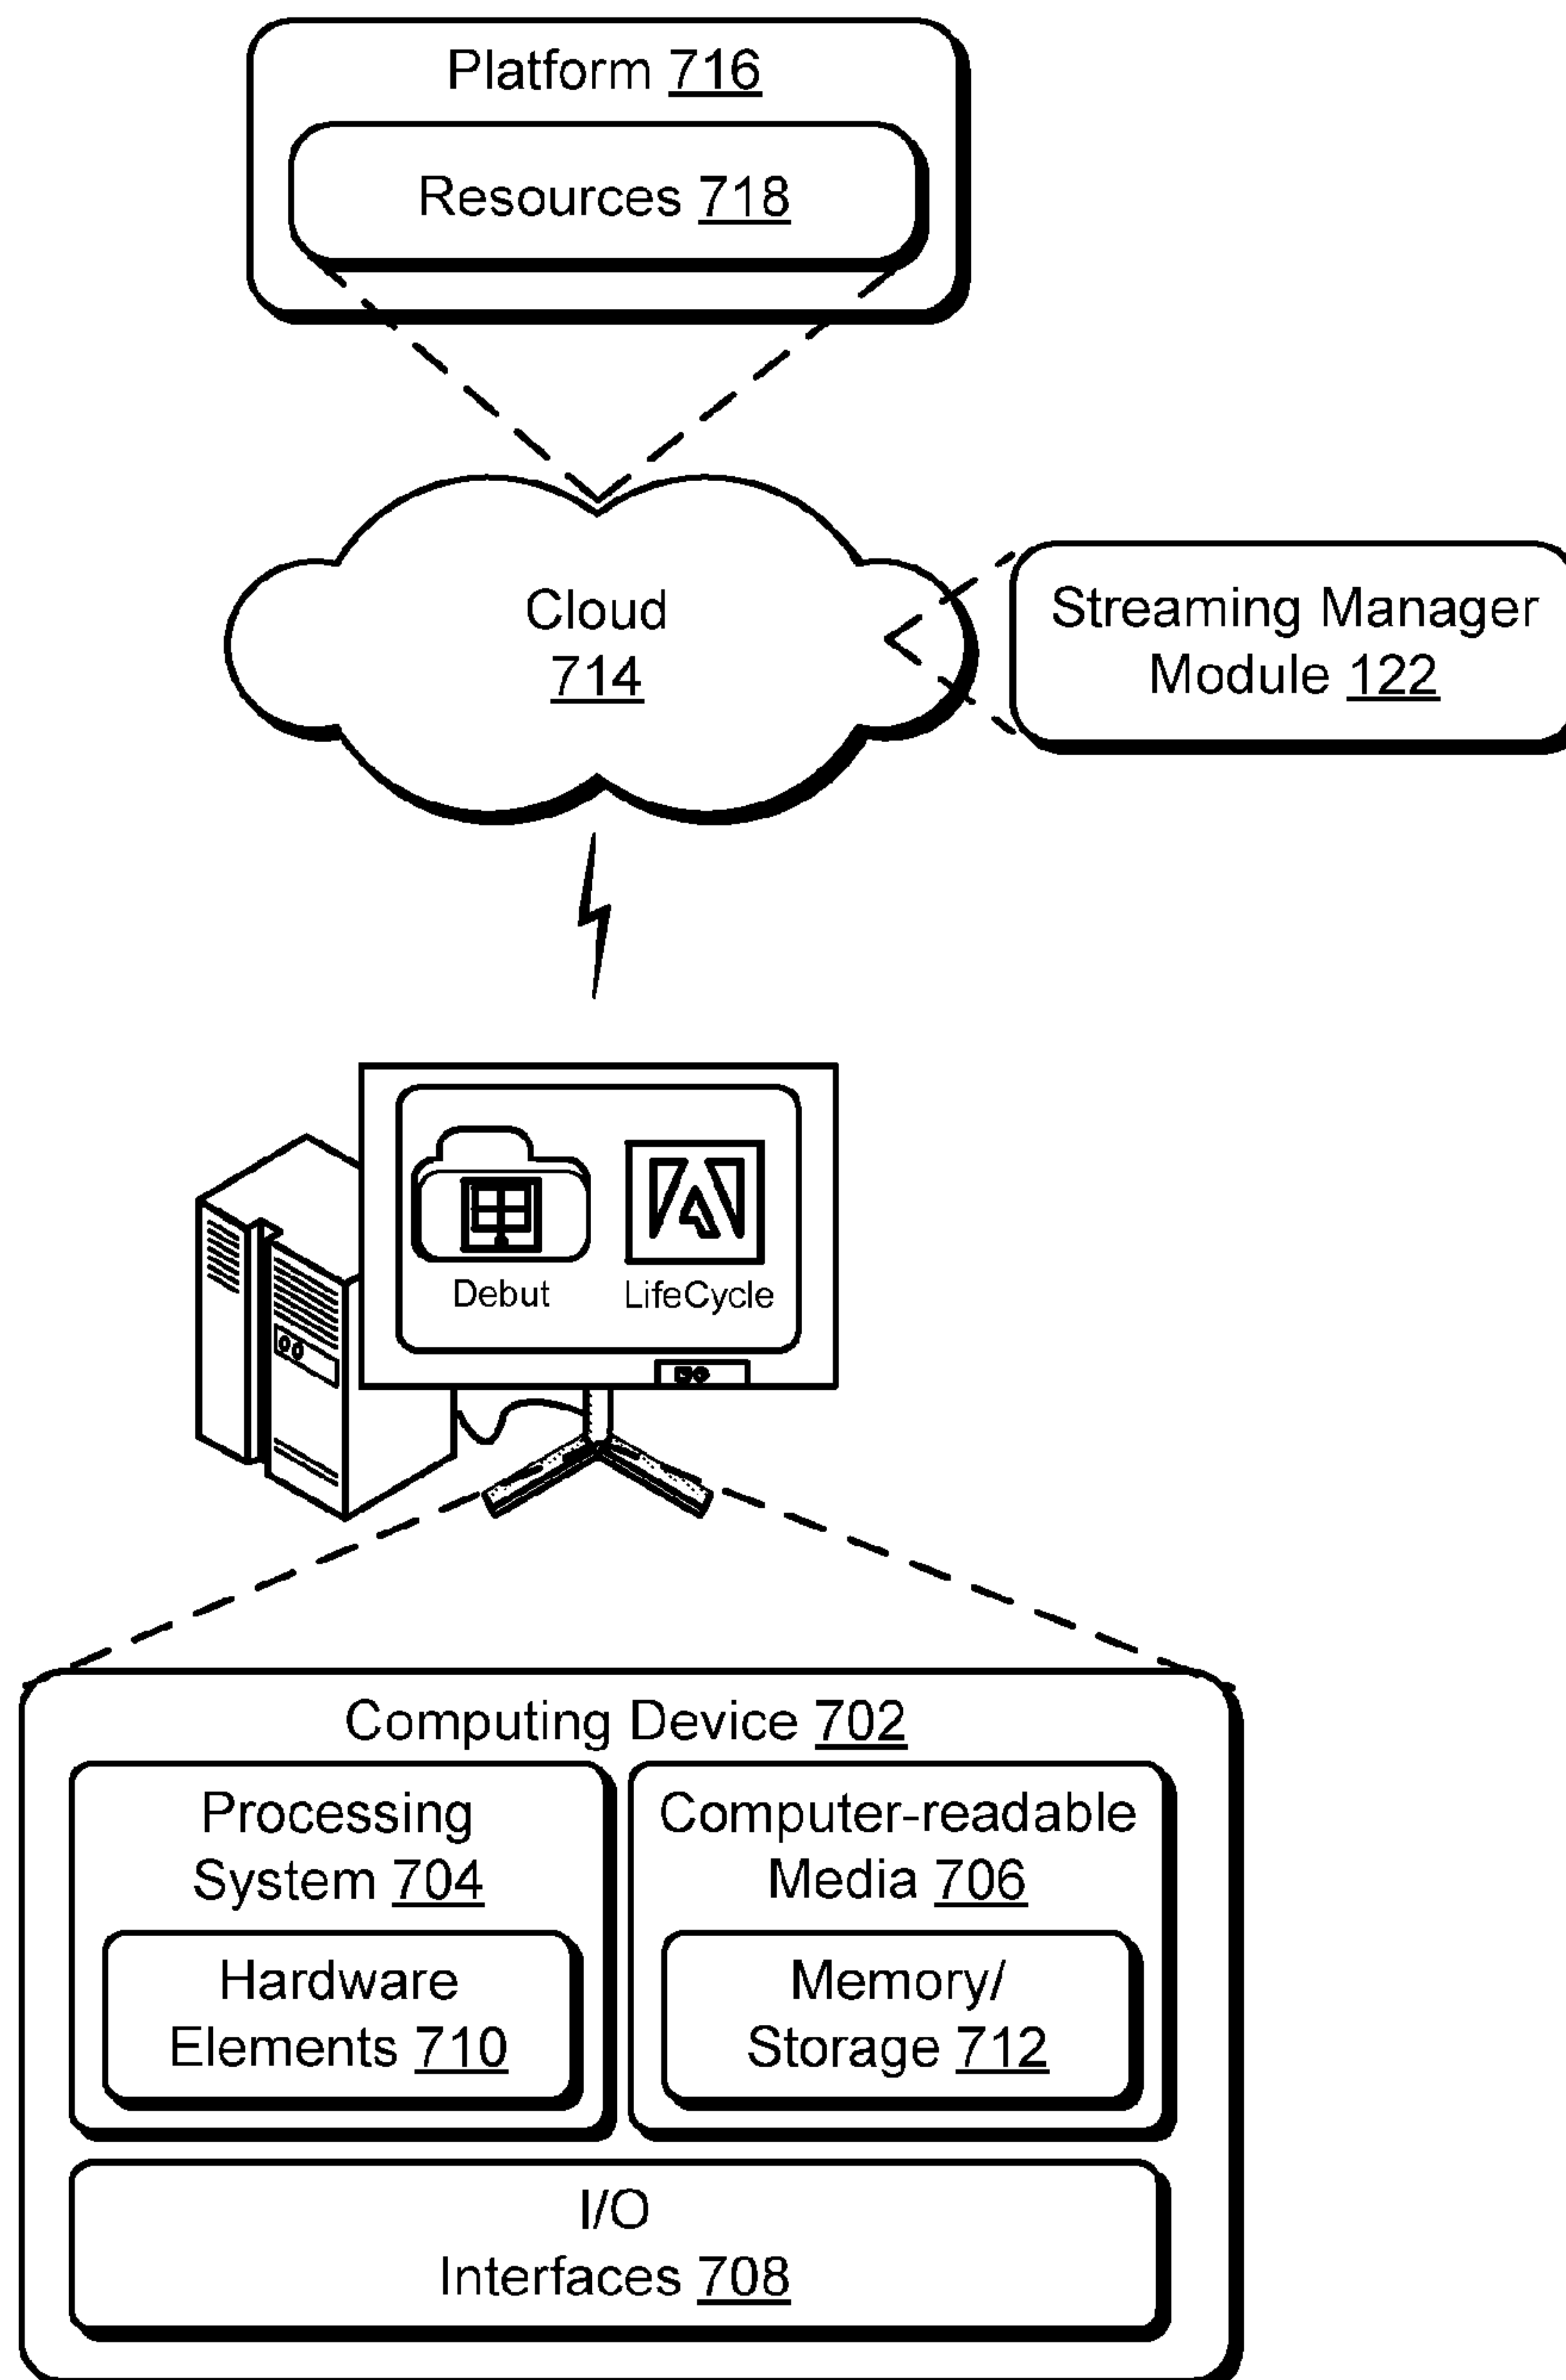 Platform 716
Resources 718
Cloud
714
Streaming Manager
Module 122
Debut
LifeCycle
Computing Device 702
Processing
System 704
Hardware
Elements 710
Computer-readable
Media 706
Memory/
Storage 712
I/O
Interfaces 708